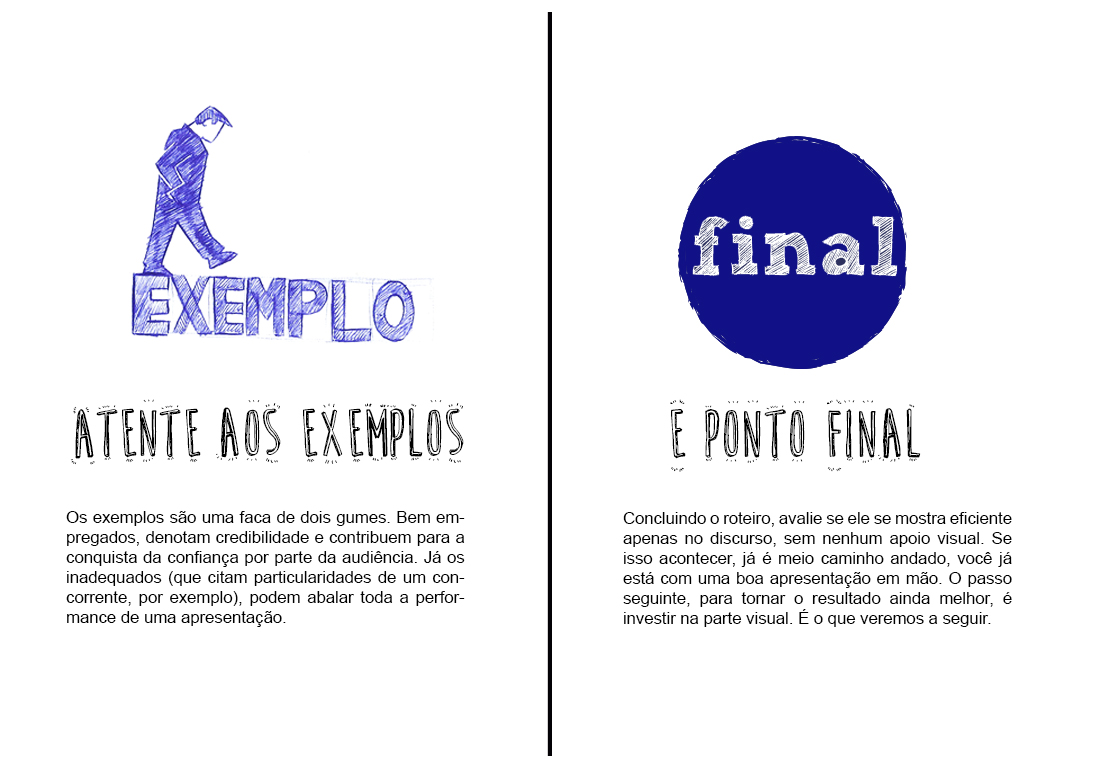 EXEMPLO
ATENTE AOS EXEMPLOS
Os exemplos são uma faca de dois gumes. Bem em-
pregados, denotam credibilidade e contribuem para a
conquista da confiança por parte da audiência. Já os
inadequados (que citam particularidades de um con-
corrente, por exemplo), podem abalar toda a perfor-
mance de uma apresentação.
final
E PONTO FINAL
Concluindo o roteiro, avalie se ele se mostra eficiente
apenas no discurso, sem nenhum apoio visual. Se
isso acontecer, já é meio caminho andado, você já
está com uma boa apresentação em mão. O passo
seguinte, para tornar o resultado ainda melhor, é
investir na parte visual. É o que veremos a seguir.